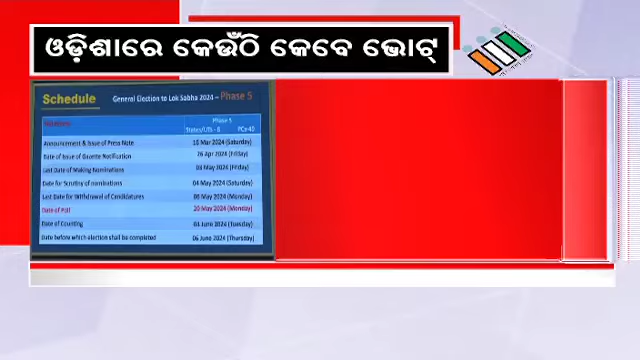 ଓଡ଼ିଶାରେ କେଉଁଠି କେବେ ଭୋଟ୍
Schedule General Election to Lok Sabha 2024 – Phase 5
Phase 5
States/UTs - 8 PCs-49
Announcement & Issue of Press Note 16 Mar 2024 (Saturday)
Date of Issue of Gazette Notification 26 Apr 2024 (Friday)
Last Date of Making Nominations 03 May 2024 (Friday)
Date for Scrutiny of nominations 04 May 2024 (Saturday)
Last Date for Withdrawal of Candidatures 06 May 2024 (Monday)
Date of Poll 20 May 2024 (Monday)
Date of Counting June 2024 (Tuesday)
Date before which election shall be completed 06 June 2024 (Thursday)